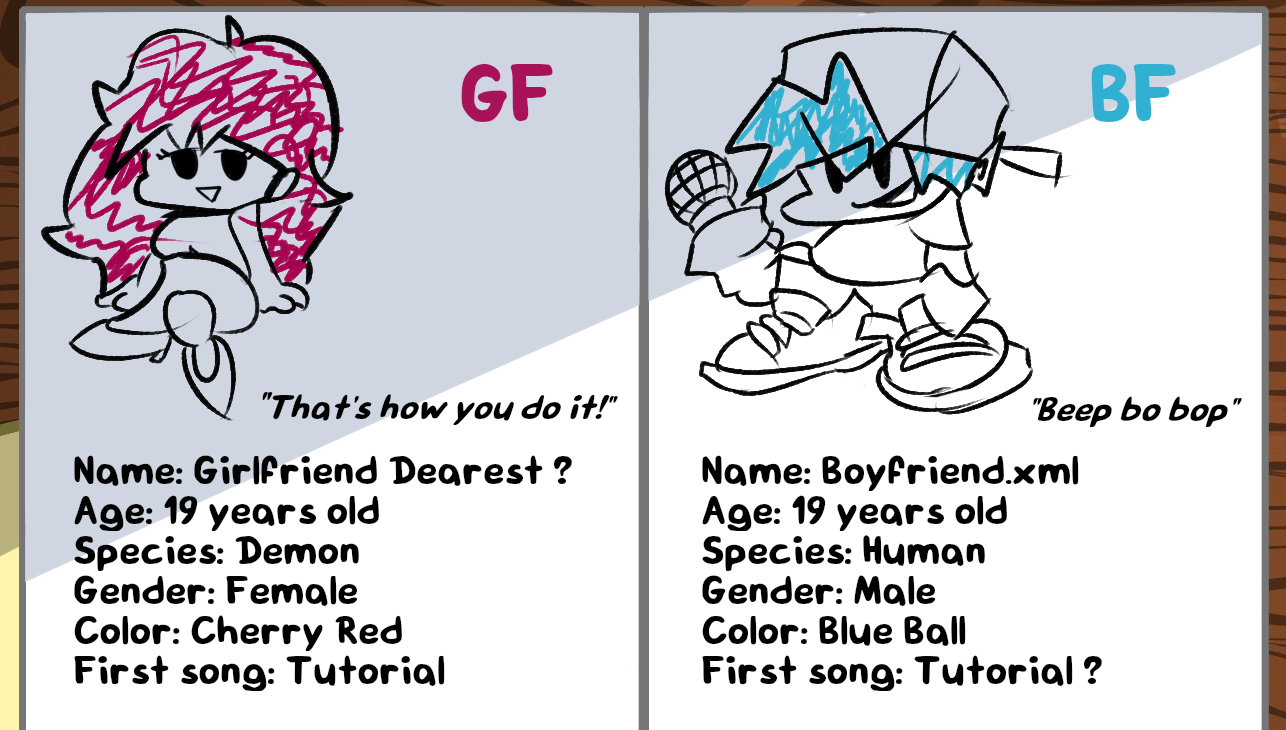 GF
"That's how you do it!"
Name: Girlfriend Dearest ?
Age: 19 years old
Species: Demon
Gender: Female
Color: Cherry Red
First song: Tutorial
BF
"Beep bo bop"
Name: Boyfriend.xml
Age: 19 years old
Species: Human
Gender: Male
Color: Blue Ball
First song: Tutorial ?